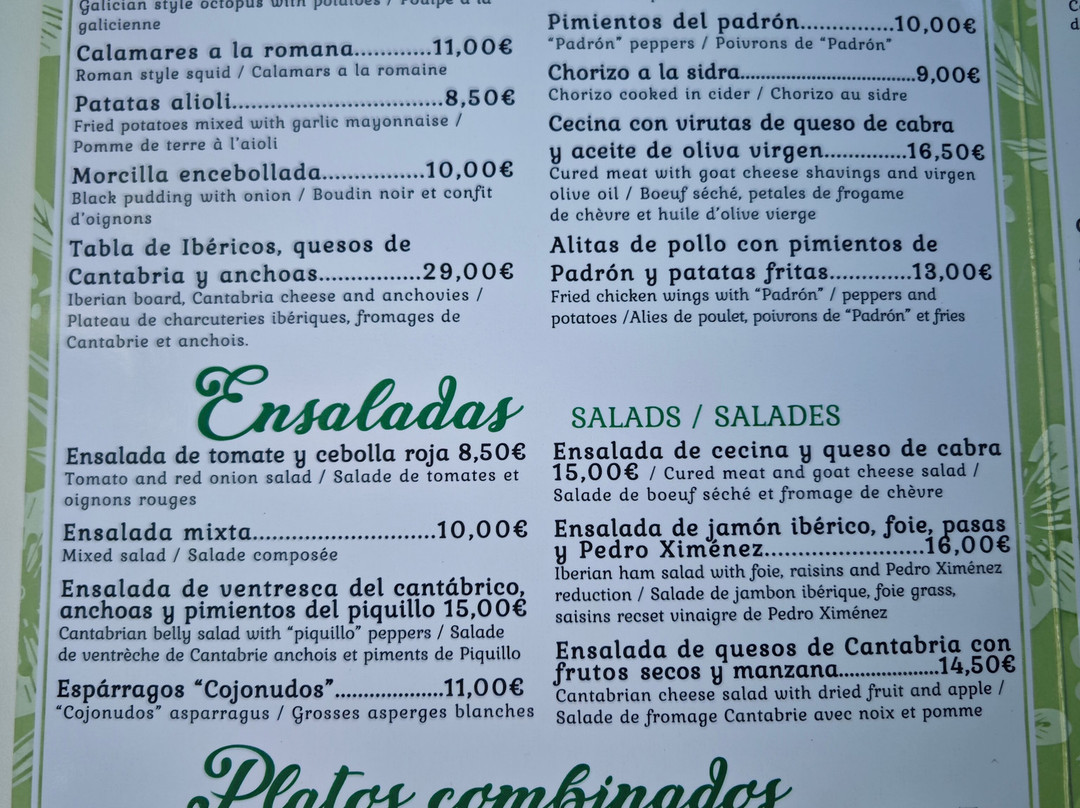 Galician style octopus with potatoes / Poulpe a la
galicienne
Calamares a la romana............11,00€
Roman style squid / Calamars a la romaine
Patatas alioli.................................8,50€
Fried potatoes mixed with garlic mayonnaise /
Pomme de terre à l'aioli
Morcilla encebollada................10,00€
Black pudding with onion / Boudin noir et confit
d'oignons
Tabla de Ibéricos, quesos de
Cantabria y anchoas................29,00€
Iberian board, Cantabria cheese and anchovies /
Plateau de charcuteries ibériques, fromages de
Cantabrie et anchois.
Pimientos del padrón..............10,00€
"Padrón" peppers / Poivrons de "Padrón"
Chorizo a la sidra...................................9,00€
Chorizo cooked in cider / Chorizo au sidre
Cecina con virutas de queso de cabra
y aceite de oliva virgen.............16,50€
Cured meat with goat cheese shavings and virgen
olive oil / Boeuf séché, petales de frogame
de chèvre et huile d'olive vierge
Alitas de pollo con pimientos de
Padrón y patatas fritas............13,00€
Fried chicken wings with "Padrón" / peppers and
potatoes /Alies de poulet, poivrons de "Padrón" et fries
Ensaladas SALADS / SALADES
Ensalada de tomate y cebolla roja 8,50€
Tomato and red onion salad / Salade de tomates et
oignons rouges
Ensalada mixta.............................10,00€
Mixed salad / Salade composée
Ensalada de ventresca del cantábrico,
anchoas y pimientos del piquillo 15,00€
Cantabrian belly salad with "piquillo" peppers / Salade
de ventrèche de Cantabrie anchois et piments de Piquillo
Espárragos "Cojonudos"....................11,00€
"Cojonudos" asparragus / Grosses asperges blanches
Ensalada de cecina y queso de cabra
15,00€ / Cured meat and goat cheese salad /
Salade de boeuf séché et fromage de chèvre
Ensalada de jamón ibérico, foie, pasas
y Pedro Ximénez.........................16,00€
Iberian ham salad with foie, raisins and Pedro Ximénez
reduction / Salade de jambon ibérique, foie grass,
saisins recset vinaigre de Pedro Ximénez
Ensalada de quesos de Cantabria con
frutos secos y manzana...................14,50€
Cantabrian cheese salad with dried fruit and apple /
Salade de fromage Cantabrie avec noix et pomme
Platos combinados